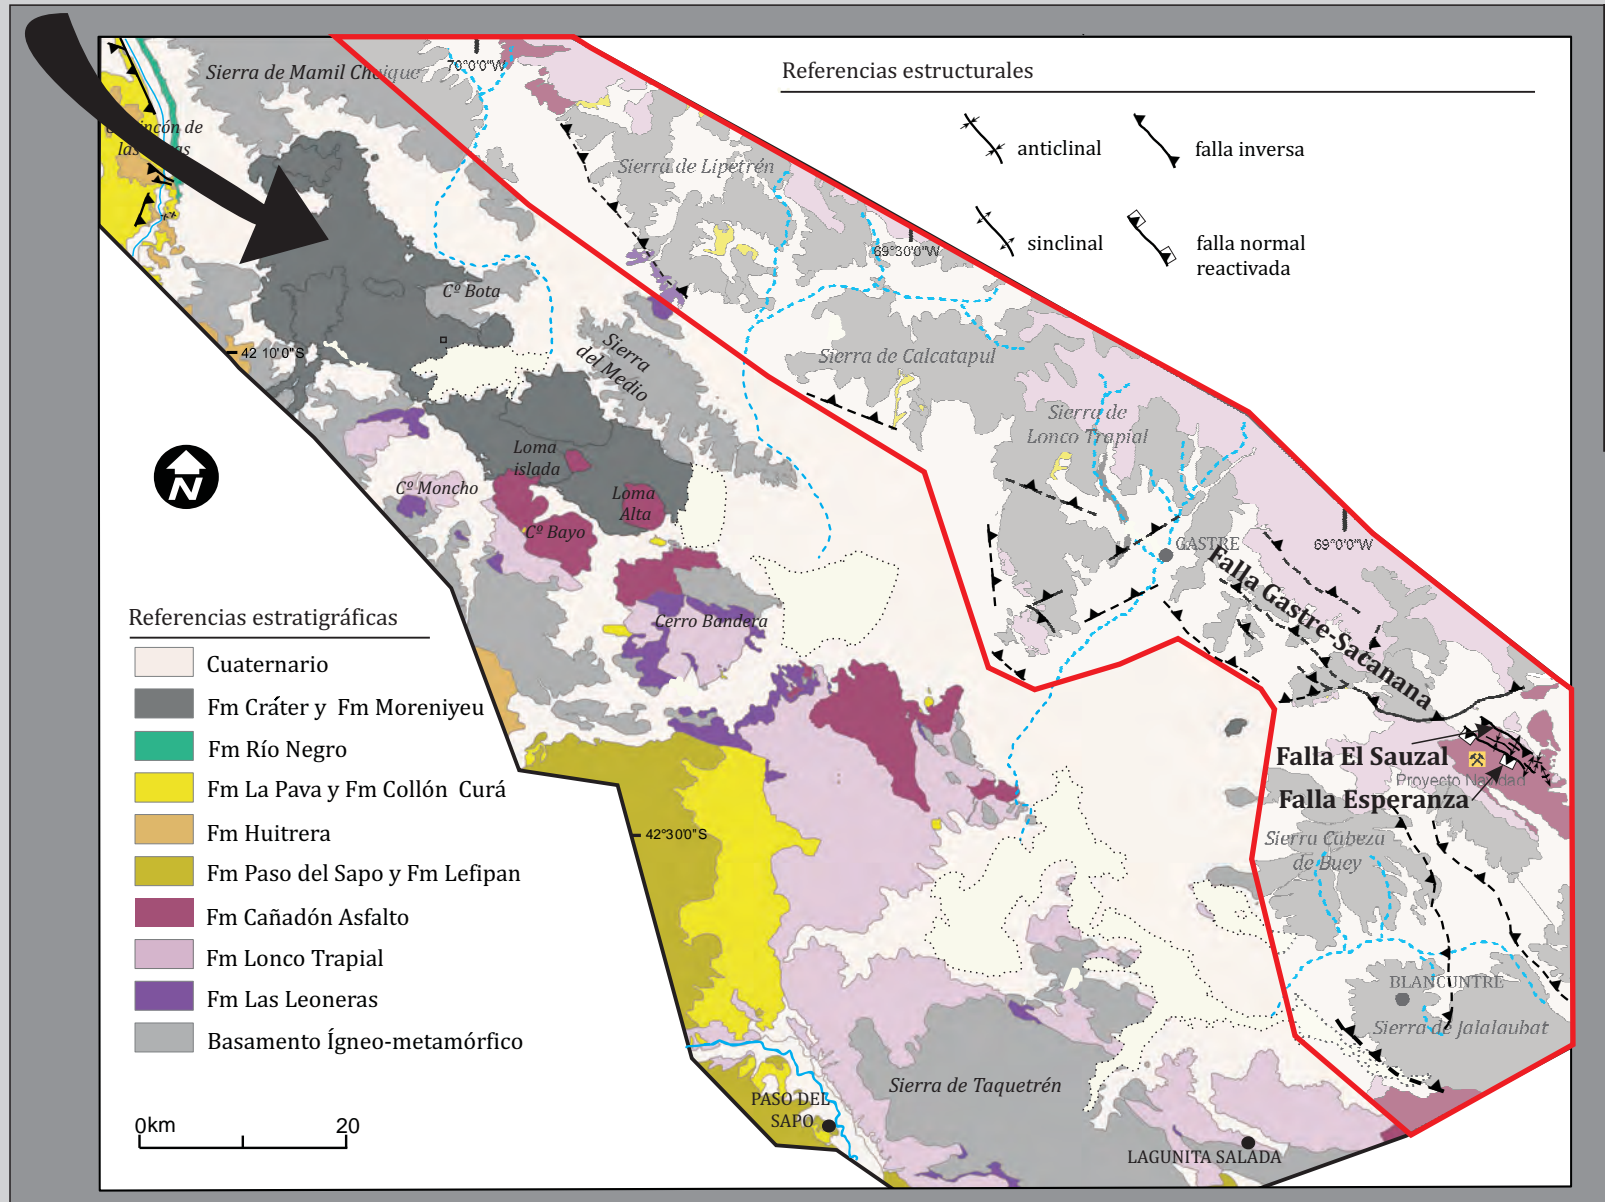 Referencias estructurales
anticlinal
falla inversa
sinclinal
falla normal
reactivada
Sierra de Mamil Choique
70°0'0"W
Rincón de
las
Sierra de Lipetrén
69°30'0"W
Cº Bota
42 10'0"S
Sierra
del Medio
Sierra de Calcatapul
Sierra de
Lonco Trapial
Loma
islada
Cº Moncho
Loma
Alta
Cº Bayo
GASTRE
69°0'0"W
Falla Gastre-Sacanana
Cerro Bandera
Falla El Sauzal
Proyecto Navidad
Falla Esperanza
Sierra Cabeza
de Buey
42°30'0"S
BLANCUNTRE
Sierra de Jalalaubat
Sierra de Taquetrén
PASO DEL
SAPO
LAGUNITA SALADA
N
Referencias estratigráficas
Cuaternario
Fm Cráter y Fm Moreniyeu
Fm Río Negro
Fm La Pava y Fm Collón Curá
Fm Huitrera
Fm Paso del Sapo y Fm Lefipan
Fm Cañadón Asfalto
Fm Lonco Trapial
Fm Las Leoneras
Basamento Ígneo-metamórfico
0km 20